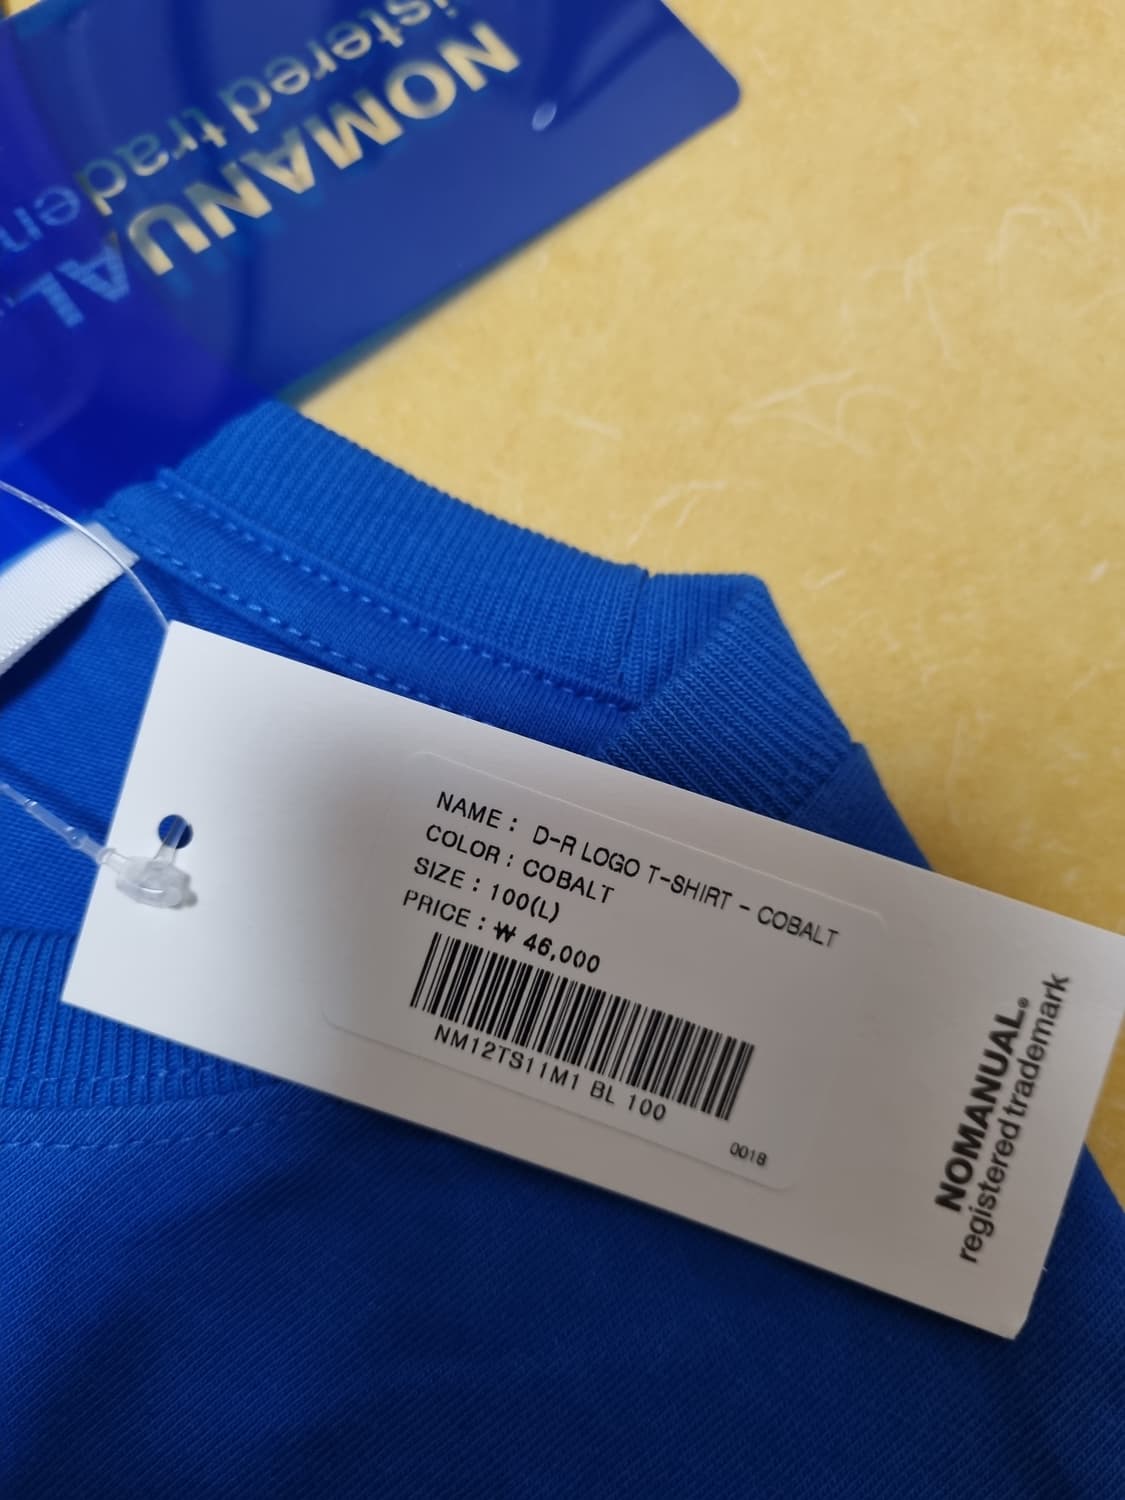 NOMANUAL
istered tradem
NAME : D-R LOGO T-SHIRT - COBALT
COLOR : COBALT
SIZE : 100(L)
PRICE : ₩ 46,000
NM12TS11M1 BL 100
0018
NOMANUAL®
registered trademark